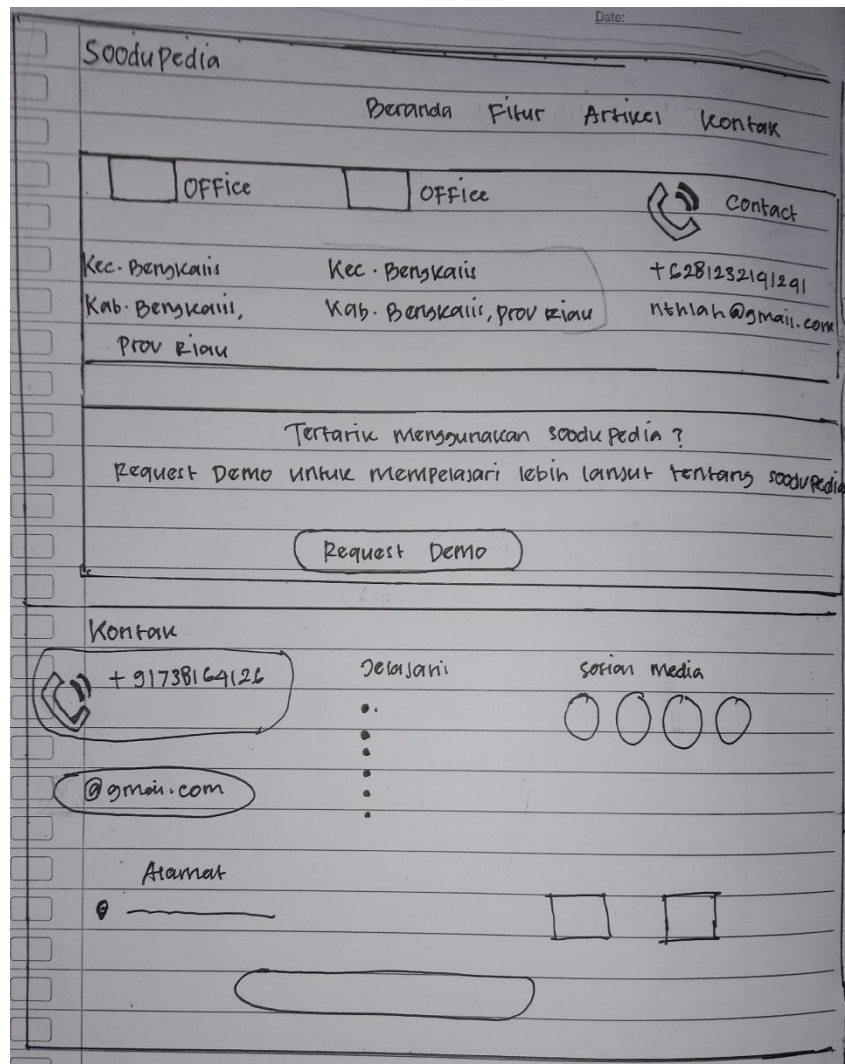 Date:
Soodupedia
Beranda Fitur Artikel Kontak
OFFice OFFice Contact
Kec. Bengkalis Kec. Bengkalis +6281232191291
Kab. Bengkalis, Kab. Bengkalis, prov Riau nthlah@gmail.com
Prov Riau
Tertarik menggunakan soodupedia?
Request Demo untuk mempelajari lebih lanjut tentang soodupedia
Request Demo
Kontak
+ 91738164126 Jelajahi sosian media
@gmail.com
Alamat